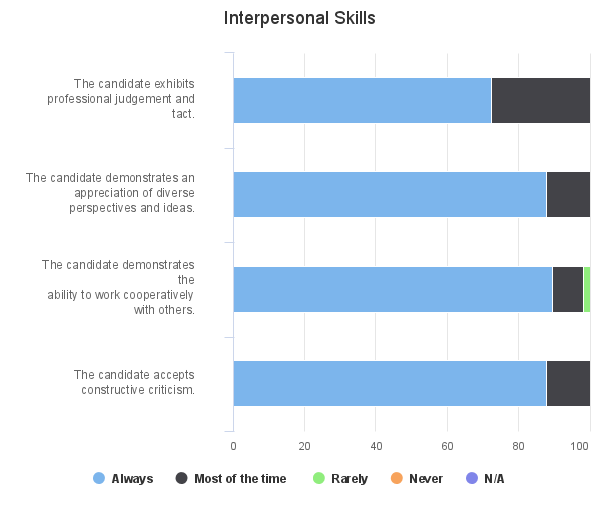 Interpersonal Skills
The candidate exhibits
professional judgement and
tact.
The candidate demonstrates an
appreciation of diverse
perspectives and ideas.
The candidate demonstrates
the
ability to work cooperatively
with others.
The candidate accepts
constructive criticism.
0 20 40 60 80 100
Always Most of the time Rarely Never N/A